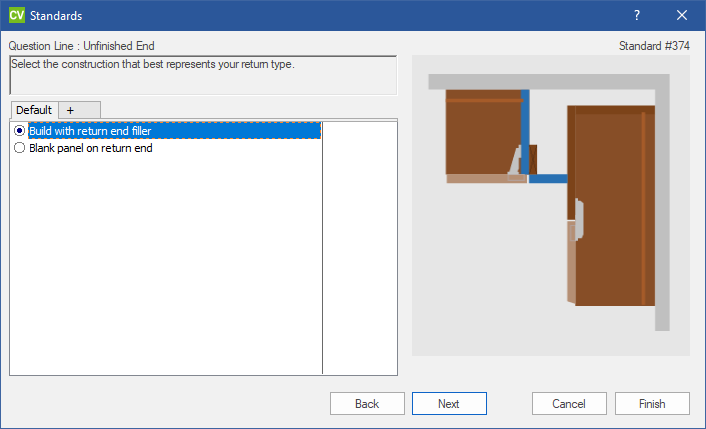 CV Standards ?
Question Line : Unfinished End Standard #374
Select the construction that best represents your return type.
Default +
Build with return end filler
Blank panel on return end
Back Next Cancel Finish